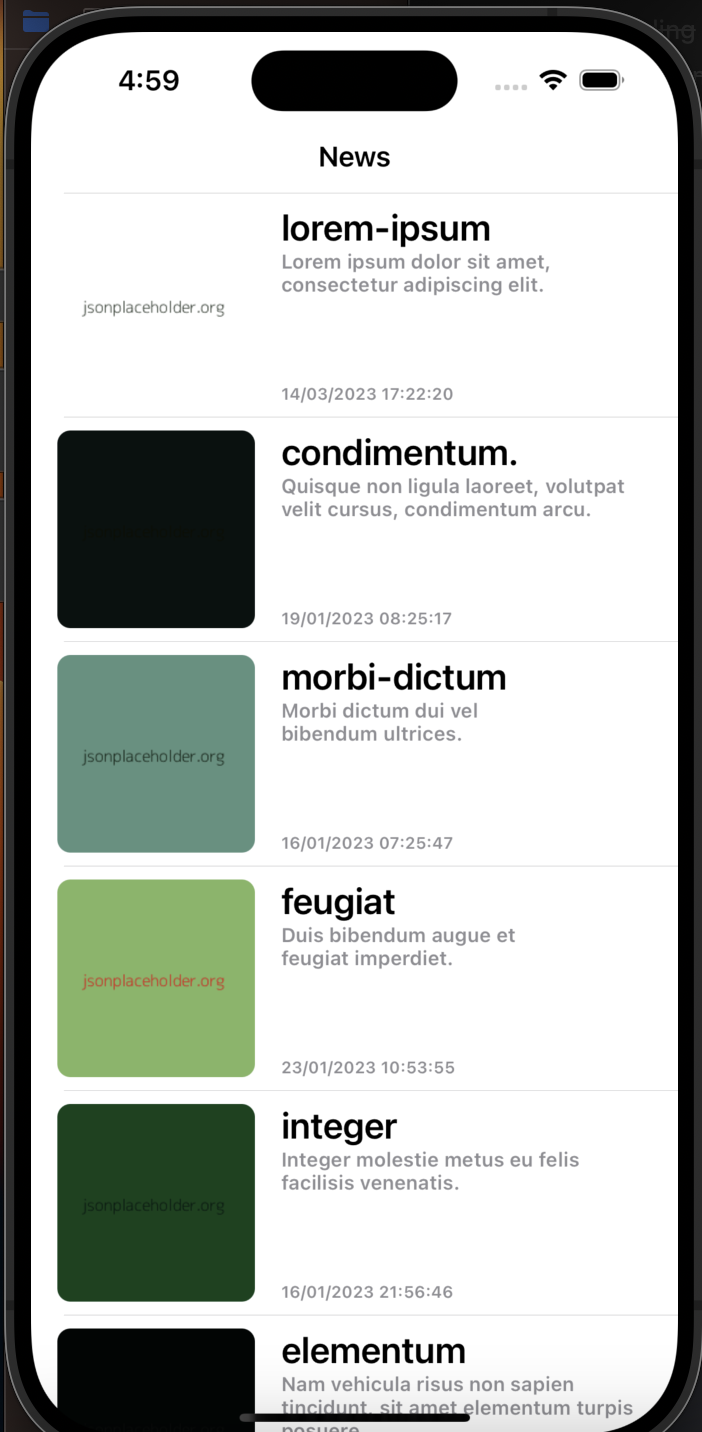 4:59
News
lorem-ipsum
Lorem ipsum dolor sit amet,
consectetur adipiscing elit.
jsonplaceholder.org
14/03/2023 17:22:20
condimentum.
Quisque non ligula laoreet, volutpat
velit cursus, condimentum arcu.
19/01/2023 08:25:17
morbi-dictum
Morbi dictum dui vel
bibendum ultrices.
jsonplaceholder.org
16/01/2023 07:25:47
feugiat
Duis bibendum augue et
feugiat imperdiet.
jsonplaceholder.org
23/01/2023 10:53:55
integer
Integer molestie metus eu felis
facilisis venenatis.
jsonplaceholder.org
16/01/2023 21:56:46
elementum
Nam vehicula risus non sapien
tincidunt, sit amet elementum turpis
posuere